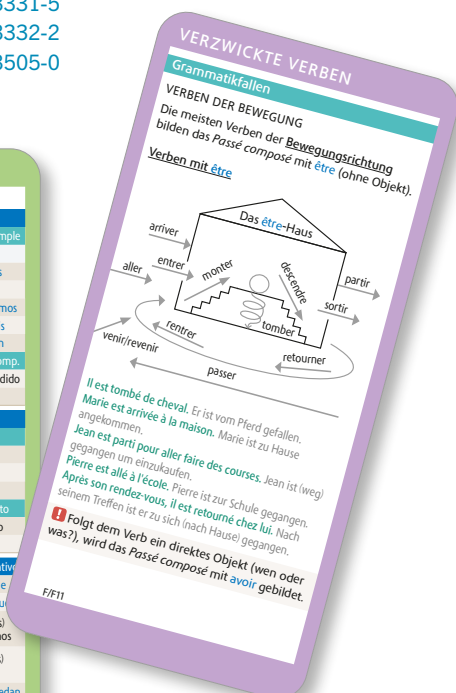 3331-5
3332-2
3505-0
mple
s
mos
s
n
omp.
dido
to
o
ative
e
ue
s)
nos
s)
edan
VERZWICKTE VERBEN
Grammatikfallen
VERBEN DER BEWEGUNG
Die meisten Verben der Bewegungsrichtung
bilden das Passé composé mit être (ohne Objekt).
Verben mit être
Das être-Haus
arriver
entrer
aller
monter
descendre
partir
sortir
tomber
rentrer
venir/revenir
retourner
passer
Il est tombé de cheval. Er ist vom Pferd gefallen.
Marie est arrivée à la maison. Marie ist zu Hause
angekommen.
Jean est parti pour aller faire des courses. Jean ist (weg)
gegangen um einzukaufen.
Pierre est allé à l'école. Pierre ist zur Schule gegangen.
Après son rendez-vous, il est retourné chez lui. Nach
seinem Treffen ist er zu sich (nach Hause) gegangen.
! Folgt dem Verb ein direktes Objekt (wen oder
was?), wird das Passé composé mit avoir gebildet.
F/F11